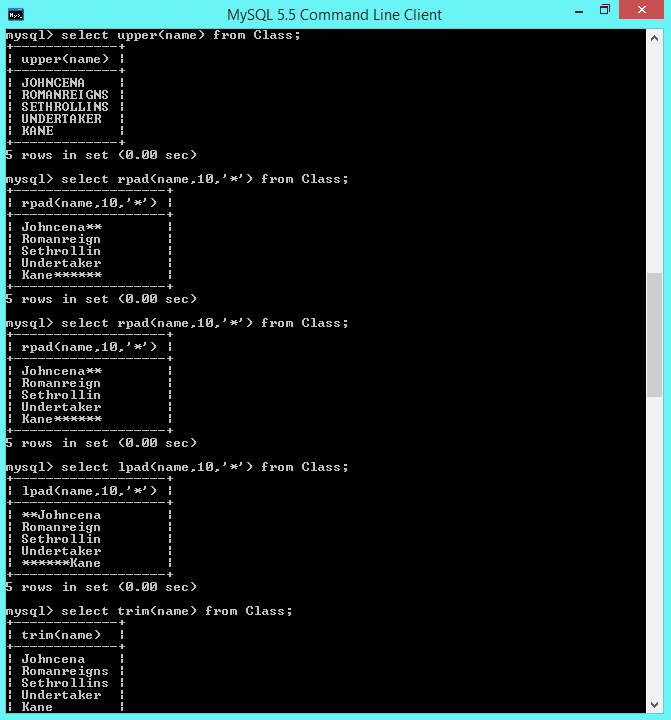 MySQL 5.5 Command Line Client
mysql> select upper(name) from Class;
+-------------+
| upper(name) |
+-------------+
| JOHNCENA    |
| ROMANREIGNS |
| SETHROLLINS |
| UNDERTAKER  |
| KANE        |
+-------------+
5 rows in set (0.00 sec)
mysql> select rpad(name,10,'*') from Class;
+-------------------+
| rpad(name,10,'*') |
+-------------------+
| Johncena**        |
| Romanreign        |
| Sethrollin        |
| Undertaker        |
| Kane******        |
+-------------------+
5 rows in set (0.00 sec)
mysql> select rpad(name,10,'*') from Class;
+-------------------+
| rpad(name,10,'*') |
+-------------------+
| Johncena**        |
| Romanreign        |
| Sethrollin        |
| Undertaker        |
| Kane******        |
+-------------------+
5 rows in set (0.00 sec)
mysql> select lpad(name,10,'*') from Class;
+-------------------+
| lpad(name,10,'*') |
+-------------------+
| **Johncena        |
| Romanreign        |
| Sethrollin        |
| Undertaker        |
| ******Kane        |
+-------------------+
5 rows in set (0.00 sec)
mysql> select trim(name) from Class;
+-------------+
| trim(name)  |
+-------------+
| Johncena    |
| Romanreigns |
| Sethrollins |
| Undertaker  |
| Kane        |